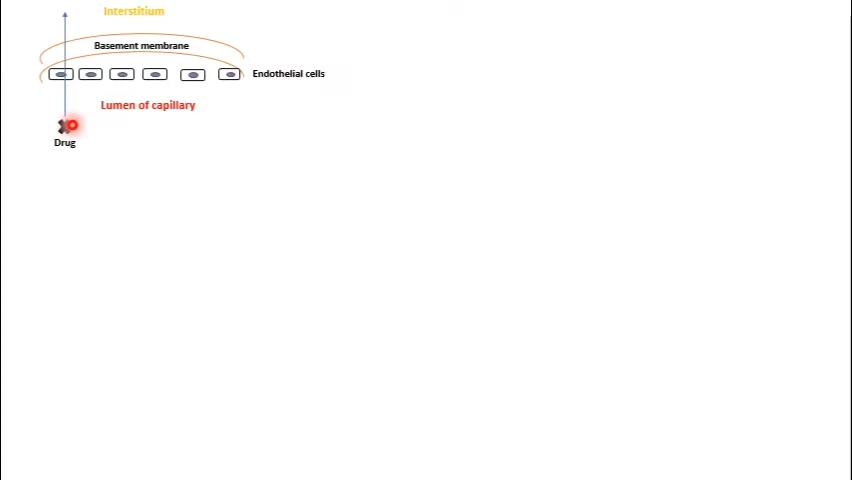 Interstitium
Basement membrane
Endothelial cells
Lumen of capillary
Drug